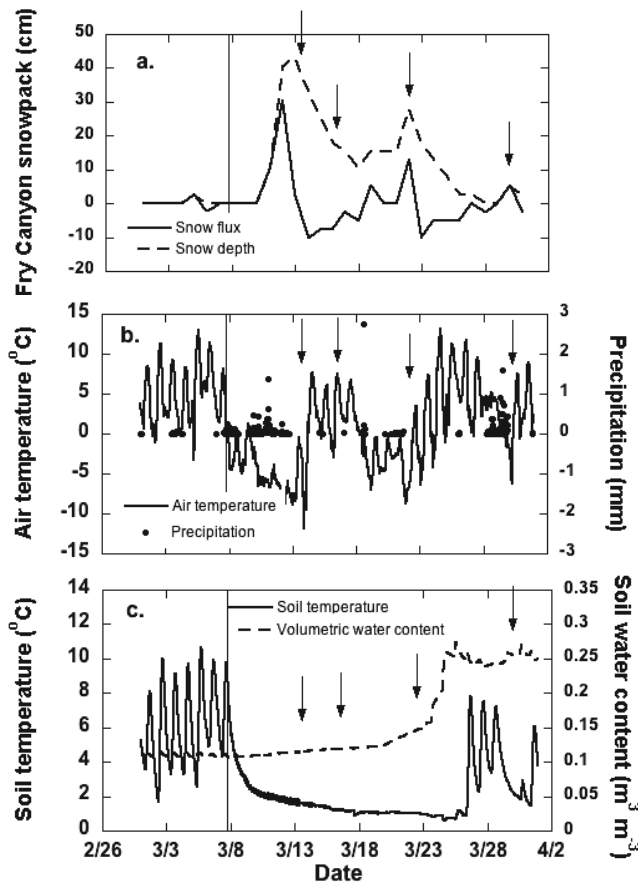 Fry Canyon snowpack (cm)
50
40
30
20
10
0
-10
-20
a.
Snow flux
Snow depth
Air temperature (°C)
15
10
5
0
-5
-10
-15
b.
Air temperature
Precipitation
3
2
1
0
-1
-2
-3
Precipitation (mm)
Soil temperature (°C)
14
12
10
8
6
4
2
0
c.
Soil temperature
Volumetric water content
0.35
0.3
0.25
0.2
0.15
0.1
0.05
0
Soil water content (m³ m⁻³)
2/26 3/3 3/8 3/13 3/18 3/23 3/28 4/2
Date